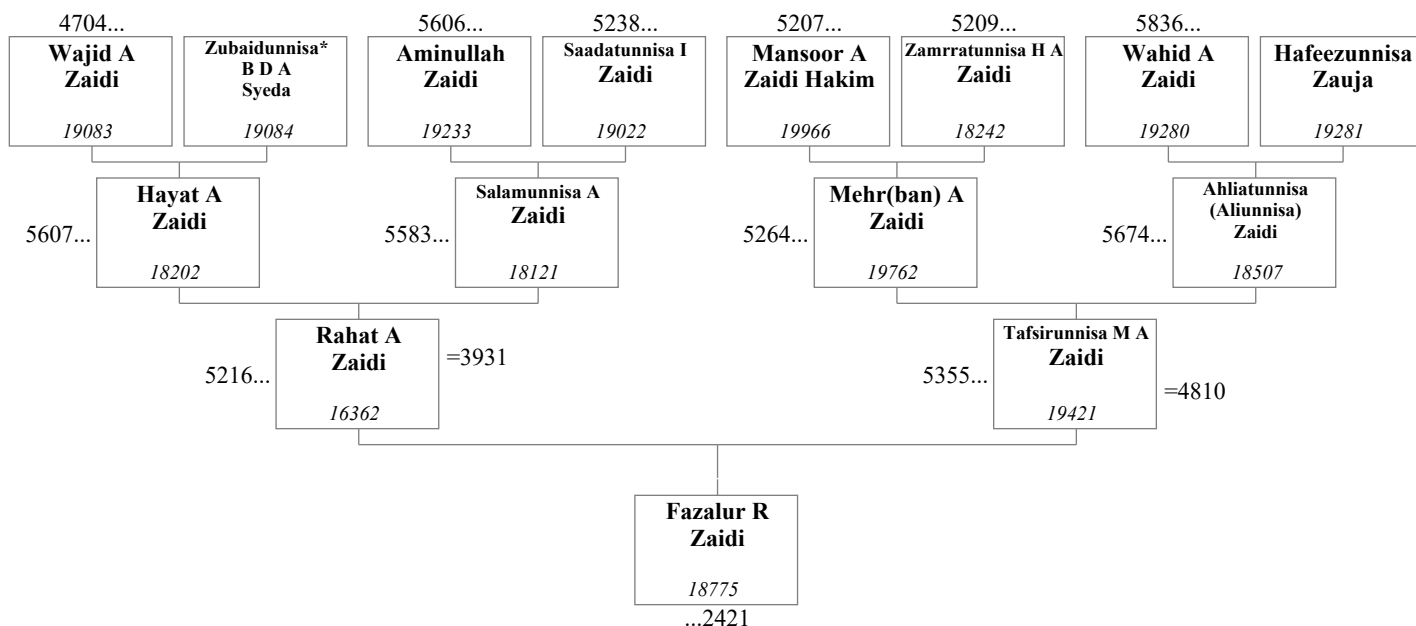 4704...
5606...
5238...
5207...
5209...
5836...
Wajid A
Zaidi
19083
Zubaidunnisa*
B D A
Syeda
19084
Aminullah
Zaidi
19233
Saadatunnisa I
Zaidi
19022
Mansoor A
Zaidi Hakim
19966
Zamrratunnisa H A
Zaidi
18242
Wahid A
Zaidi
19280
Hafeezunnisa
Zauja
19281
5607...
Hayat A
Zaidi
18202
5583...
Salamunnisa A
Zaidi
18121
5264...
Mehr(ban) A
Zaidi
19762
5674...
Ahliatunnisa
(Aliunnisa)
Zaidi
18507
5216...
Rahat A
Zaidi
16362
=3931
5355...
Tafsirunnisa M A
Zaidi
19421
=4810
Fazalur R
Zaidi
18775
...2421